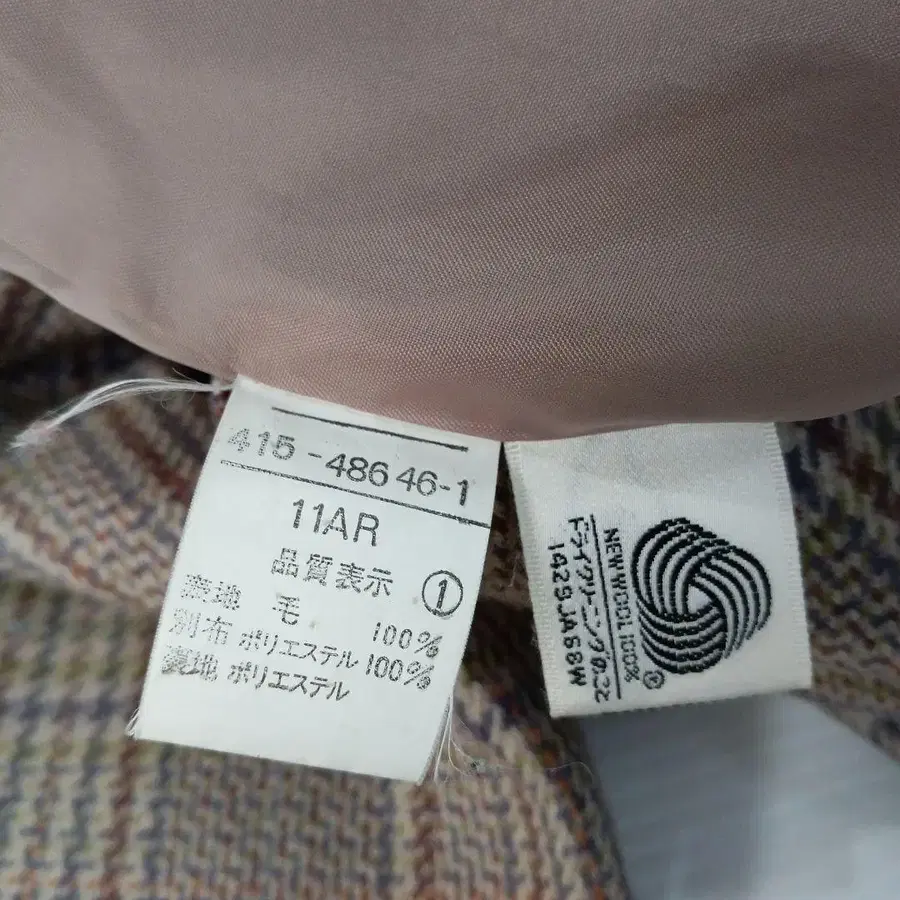 415-48646-1
11AR
品質表示 ①
表地 毛 100%
別布 ポリエステル 100%
裏地 ポリエステル
NEW WOOL 100%
ドライクリーニングのこと
1429JA68W